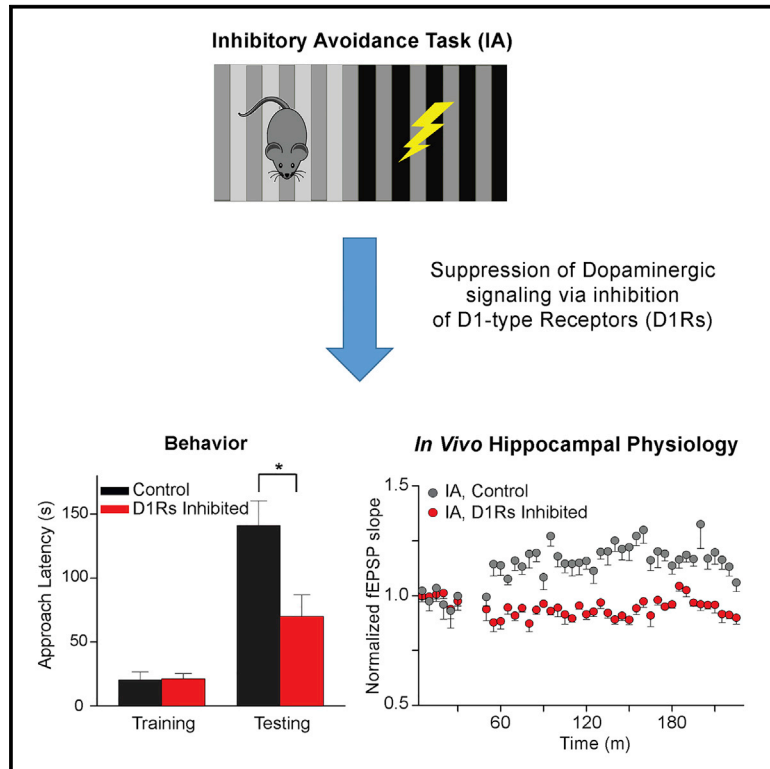 Inhibitory Avoidance Task (IA)
Suppression of Dopaminergic
signaling via inhibition
of D1-type Receptors (D1Rs)
Behavior
*
Control
D1Rs Inhibited
Approach Latency (s)
150
100
50
0
Training
Testing
In Vivo Hippocampal Physiology
IA, Control
IA, D1Rs Inhibited
Normalized fEPSP slope
1.5
1.0
0.5
60
120
180
Time (m)